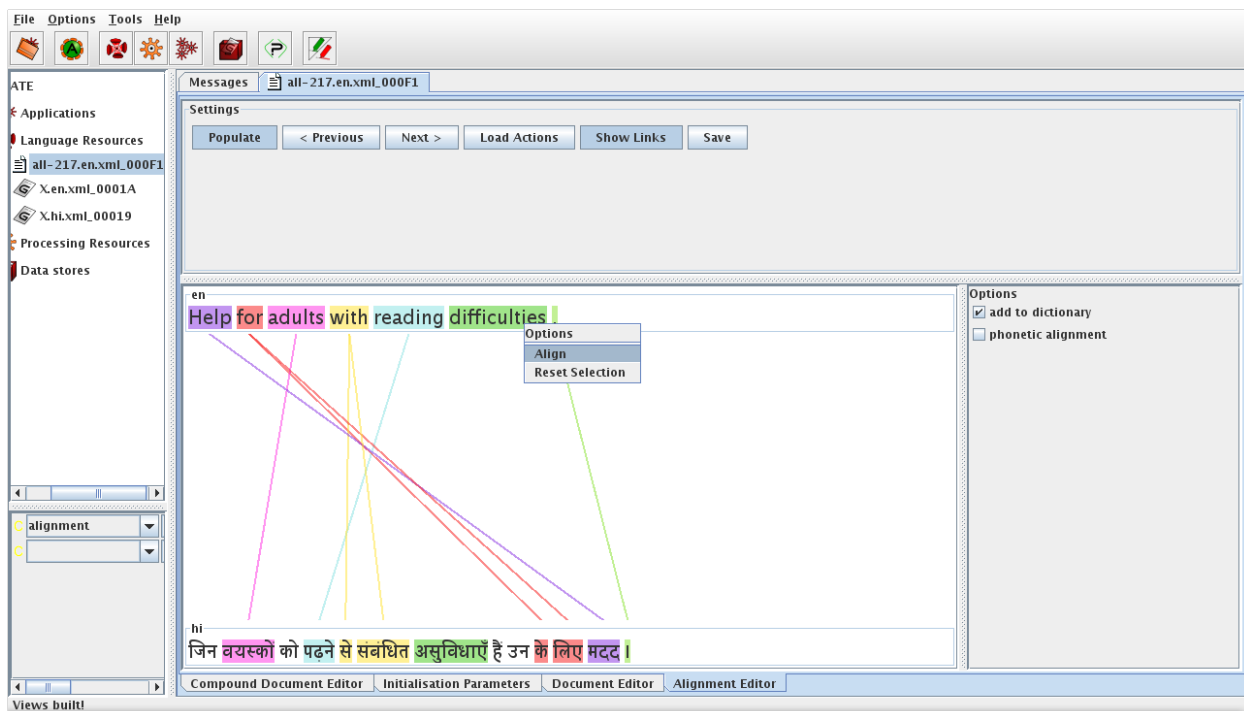 File Options Tools Help
ATE
Applications
Language Resources
all-217.en.xml_000F1
X.en.xml_0001A
X.hi.xml_00019
Processing Resources
Data stores
alignment
Messages all-217.en.xml_000F1
Settings
Populate < Previous Next > Load Actions Show Links Save
en
Help for adults with reading difficulties .
Options
Align
Reset Selection
hi
जिन वयस्कों को पढ़ने से संबंधित असुविधाएँ हैं उन के लिए मदद ।
Options
add to dictionary
phonetic alignment
Compound Document Editor Initialisation Parameters Document Editor Alignment Editor
Views built!